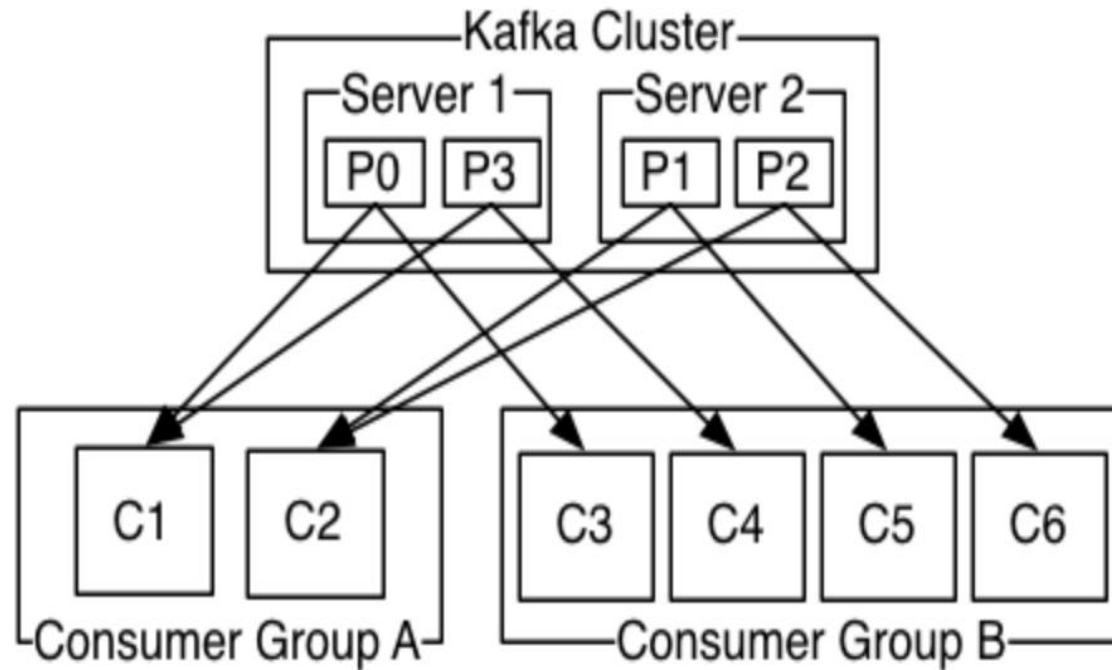 Kafka Cluster
Server 1 Server 2
P0 P3 P1 P2
C1 C2 C3 C4 C5 C6
Consumer Group A Consumer Group B